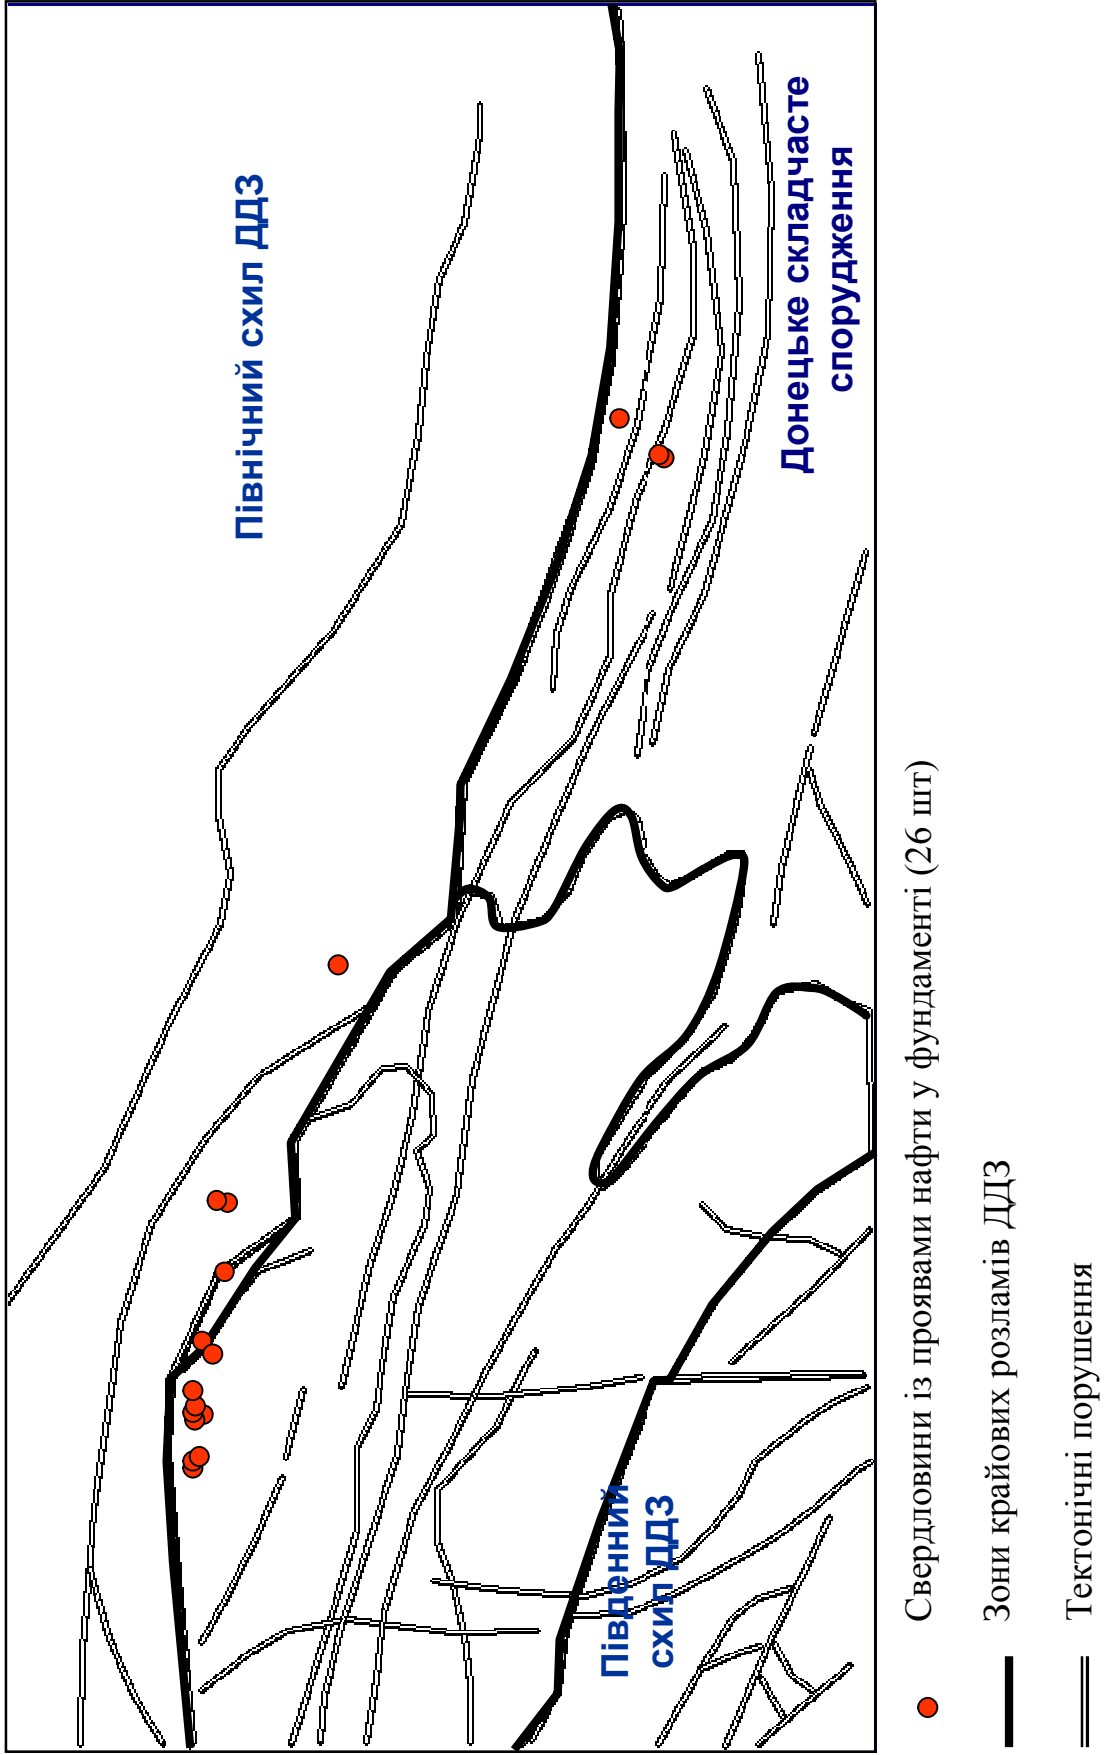 Північний схил ДДЗ
Донецьке складчасте
спорудження
Південний
схил ДДЗ
Свердловини із проявами нафти у фундаменті (26 шт)
Зони крайових розламів ДДЗ
Тектонічні порушення